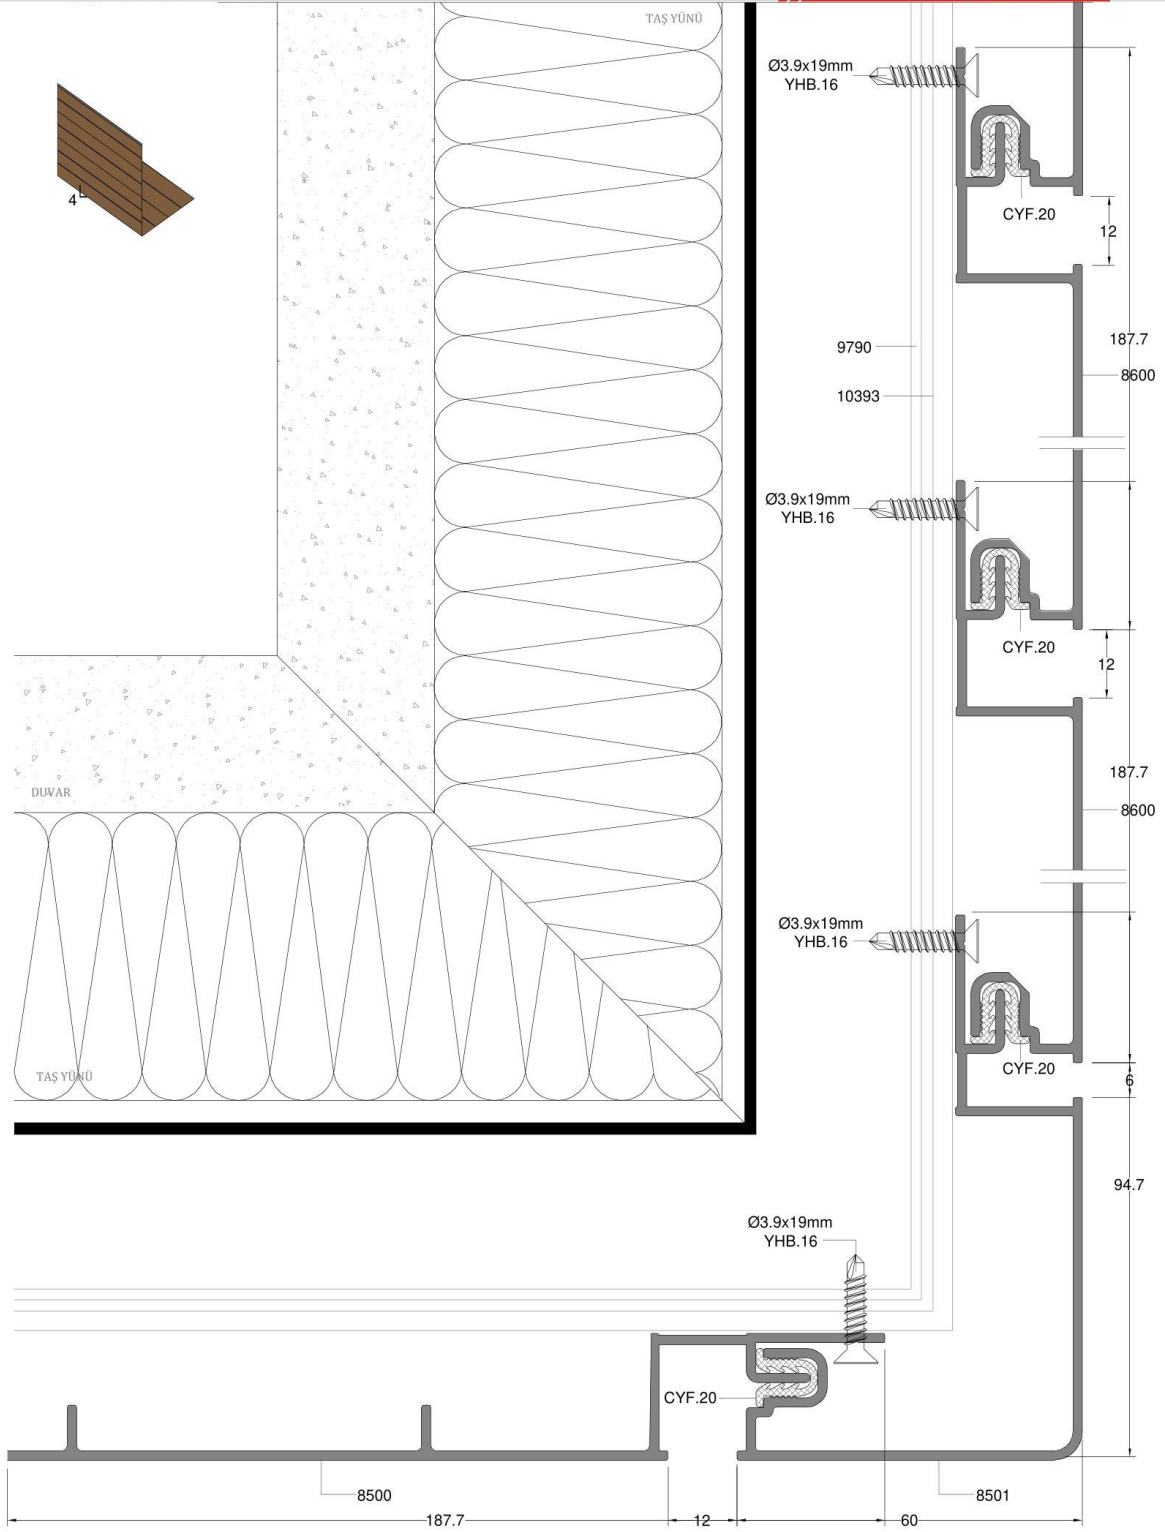 TAŞ YÜNÜ
Ø3.9x19mm
YHB.16
4
CYF.20
12
9790
187.7
8600
10393
Ø3.9x19mm
YHB.16
CYF.20
12
187.7
DUVAR
8600
Ø3.9x19mm
YHB.16
CYF.20
TAŞ YÜNÜ
6
94.7
Ø3.9x19mm
YHB.16
CYF.20
8500
8501
187.7
12
60